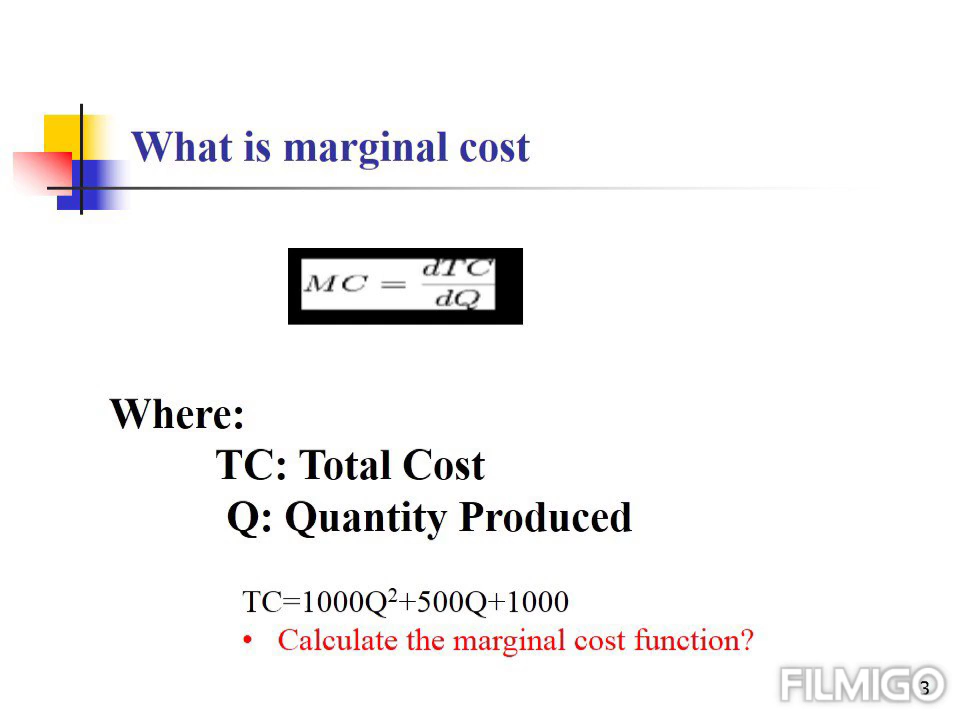 What is marginal cost
MC = dTC/dQ
Where:
TC: Total Cost
Q: Quantity Produced
TC=1000Q²+500Q+1000
• Calculate the marginal cost function?
FILMIGO
3